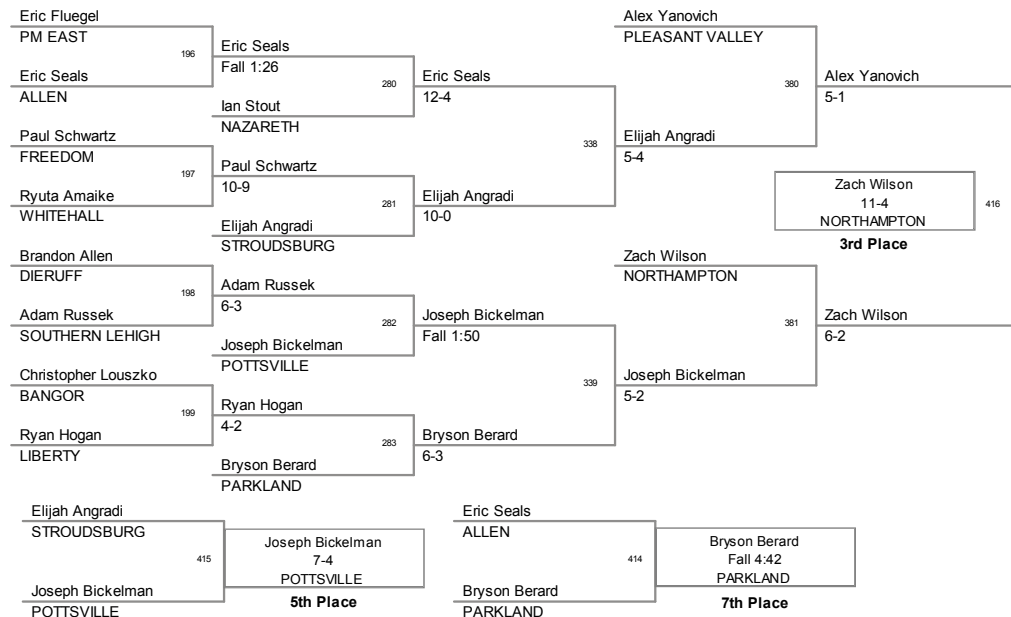 Eric Fluegel
PM EAST
196
Eric Seals
ALLEN
Eric Seals
Fall 1:26
280
Ian Stout
NAZARETH
Paul Schwartz
FREEDOM
197
Ryuta Amaike
WHITEHALL
Paul Schwartz
10-9
281
Elijah Angradi
STROUDSBURG
Eric Seals
12-4
338
Elijah Angradi
10-0
Alex Yanovich
PLEASANT VALLEY
380
Elijah Angradi
5-4
Alex Yanovich
5-1
Zach Wilson
11-4
NORTHAMPTON
416
3rd Place
Brandon Allen
DIERUFF
198
Adam Russek
SOUTHERN LEHIGH
Adam Russek
6-3
282
Joseph Bickelman
POTTSVILLE
Christopher Louszko
BANGOR
199
Ryan Hogan
LIBERTY
Ryan Hogan
4-2
283
Bryson Berard
PARKLAND
Joseph Bickelman
Fall 1:50
339
Bryson Berard
6-3
Zach Wilson
NORTHAMPTON
381
Joseph Bickelman
5-2
Zach Wilson
6-2
Elijah Angradi
STROUDSBURG
415
Joseph Bickelman
POTTSVILLE
Joseph Bickelman
7-4
POTTSVILLE
5th Place
Eric Seals
ALLEN
414
Bryson Berard
PARKLAND
Bryson Berard
Fall 4:42
PARKLAND
7th Place